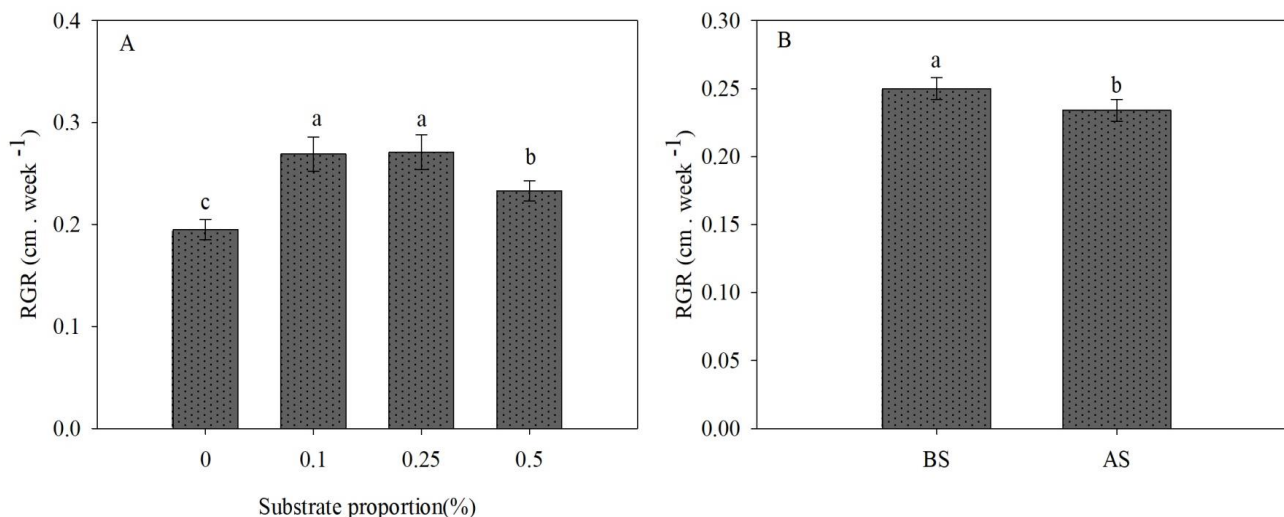 A
RGR (cm . week -1)
0.4
0.3
0.2
0.1
0.0
c
a
a
b
0
0.1
0.25
0.5
Substrate proportion(%)
B
RGR (cm . week -1)
0.30
0.25
0.20
0.15
0.10
0.05
0.00
a
b
BS
AS